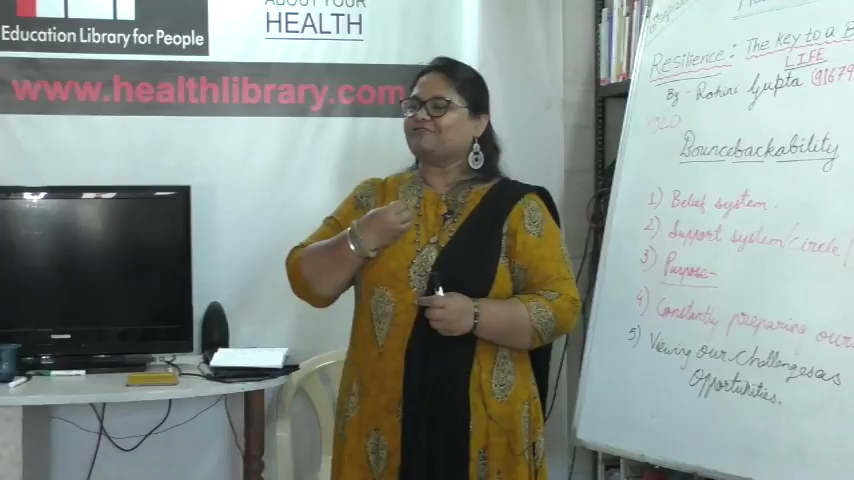 Education Library for People
ABOUT YOUR
HEALTH
www.healthlibrary.com
Resilience: The Key to a
LIFE
By - Rohini Gupta (91679
Bouncebackability
1) Belief system.
2) Support system/circle/
3) Purpose-
4) Constantly preparing our
5) Viewing our challenges as
Opportunities.